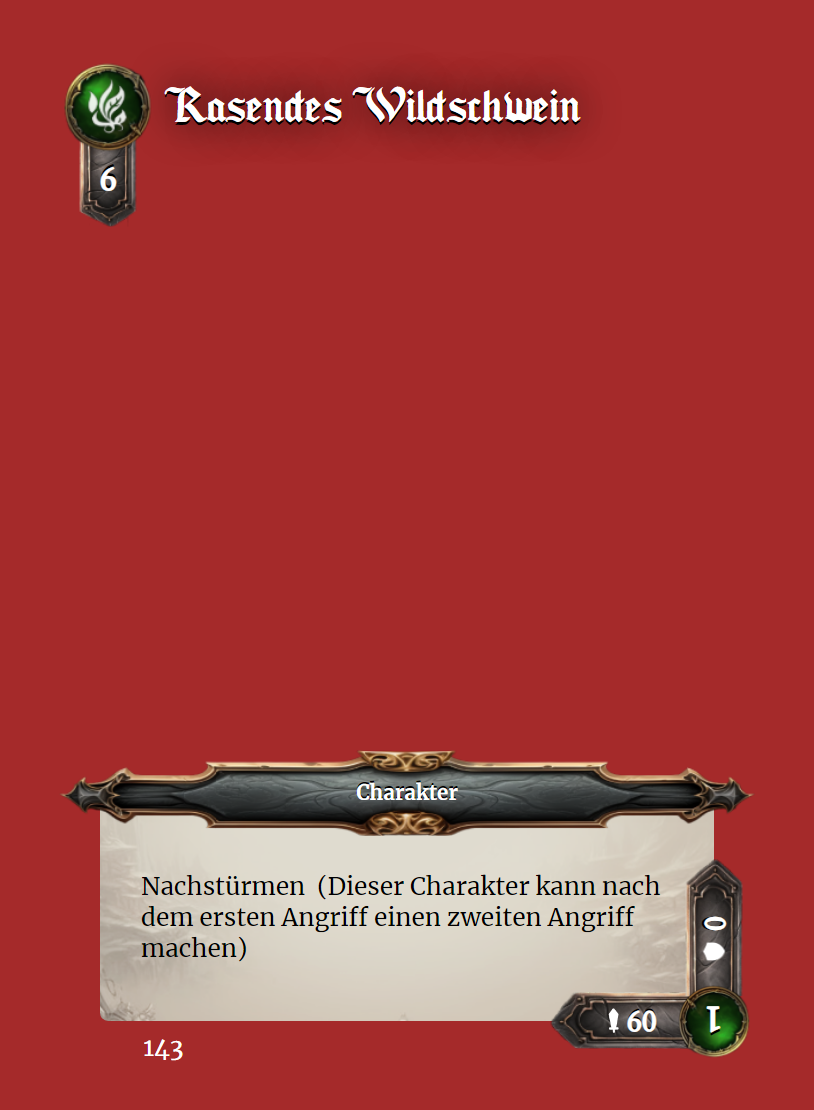 Rasendes Wildschwein
6
Charakter
Nachstürmen (Dieser Charakter kann nach
dem ersten Angriff einen zweiten Angriff
machen)
0
60
1
143